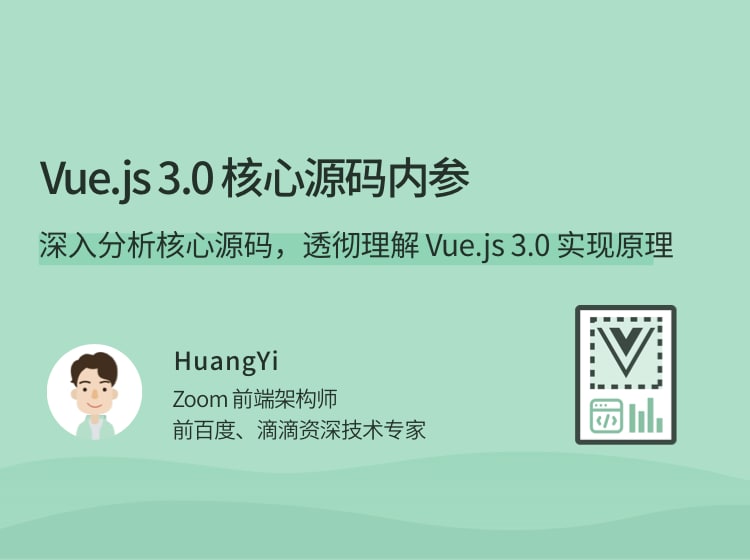 Vue.js 3.0 核心源码内参
深入分析核心源码，透彻理解 Vue.js 3.0 实现原理
HuangYi
Zoom 前端架构师
前百度、滴滴资深技术专家